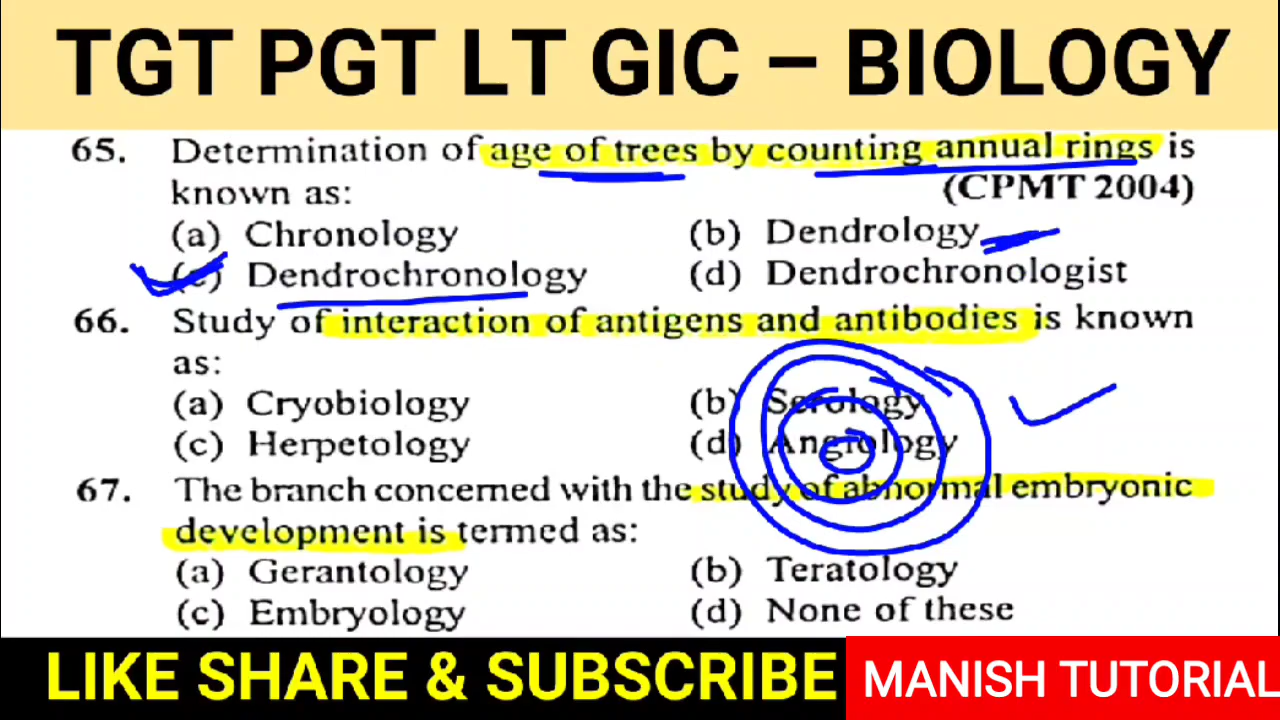 TGT PGT LT GIC – BIOLOGY
65. Determination of age of trees by counting annual rings is
known as: (CPMT 2004)
(a) Chronology (b) Dendrology
(c) Dendrochronology (d) Dendrochronologist
66. Study of interaction of antigens and antibodies is known
as:
(a) Cryobiology (b) Serology
(c) Herpetology (d) Angiology
67. The branch concerned with the study of abnormal embryonic
development is termed as:
(a) Gerantology (b) Teratology
(c) Embryology (d) None of these
LIKE SHARE & SUBSCRIBE MANISH TUTORIAL